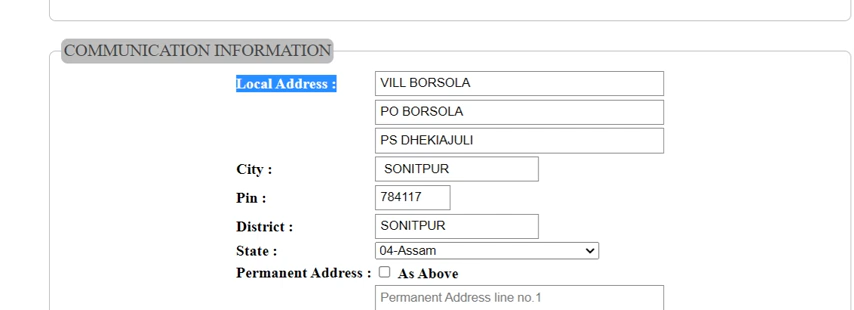 COMMUNICATION INFORMATION
Local Address : VILL BORSOLA
PO BORSOLA
PS DHEKIAJULI
City : SONITPUR
Pin : 784117
District : SONITPUR
State : 04-Assam
Permanent Address : As Above
Permanent Address line no.1